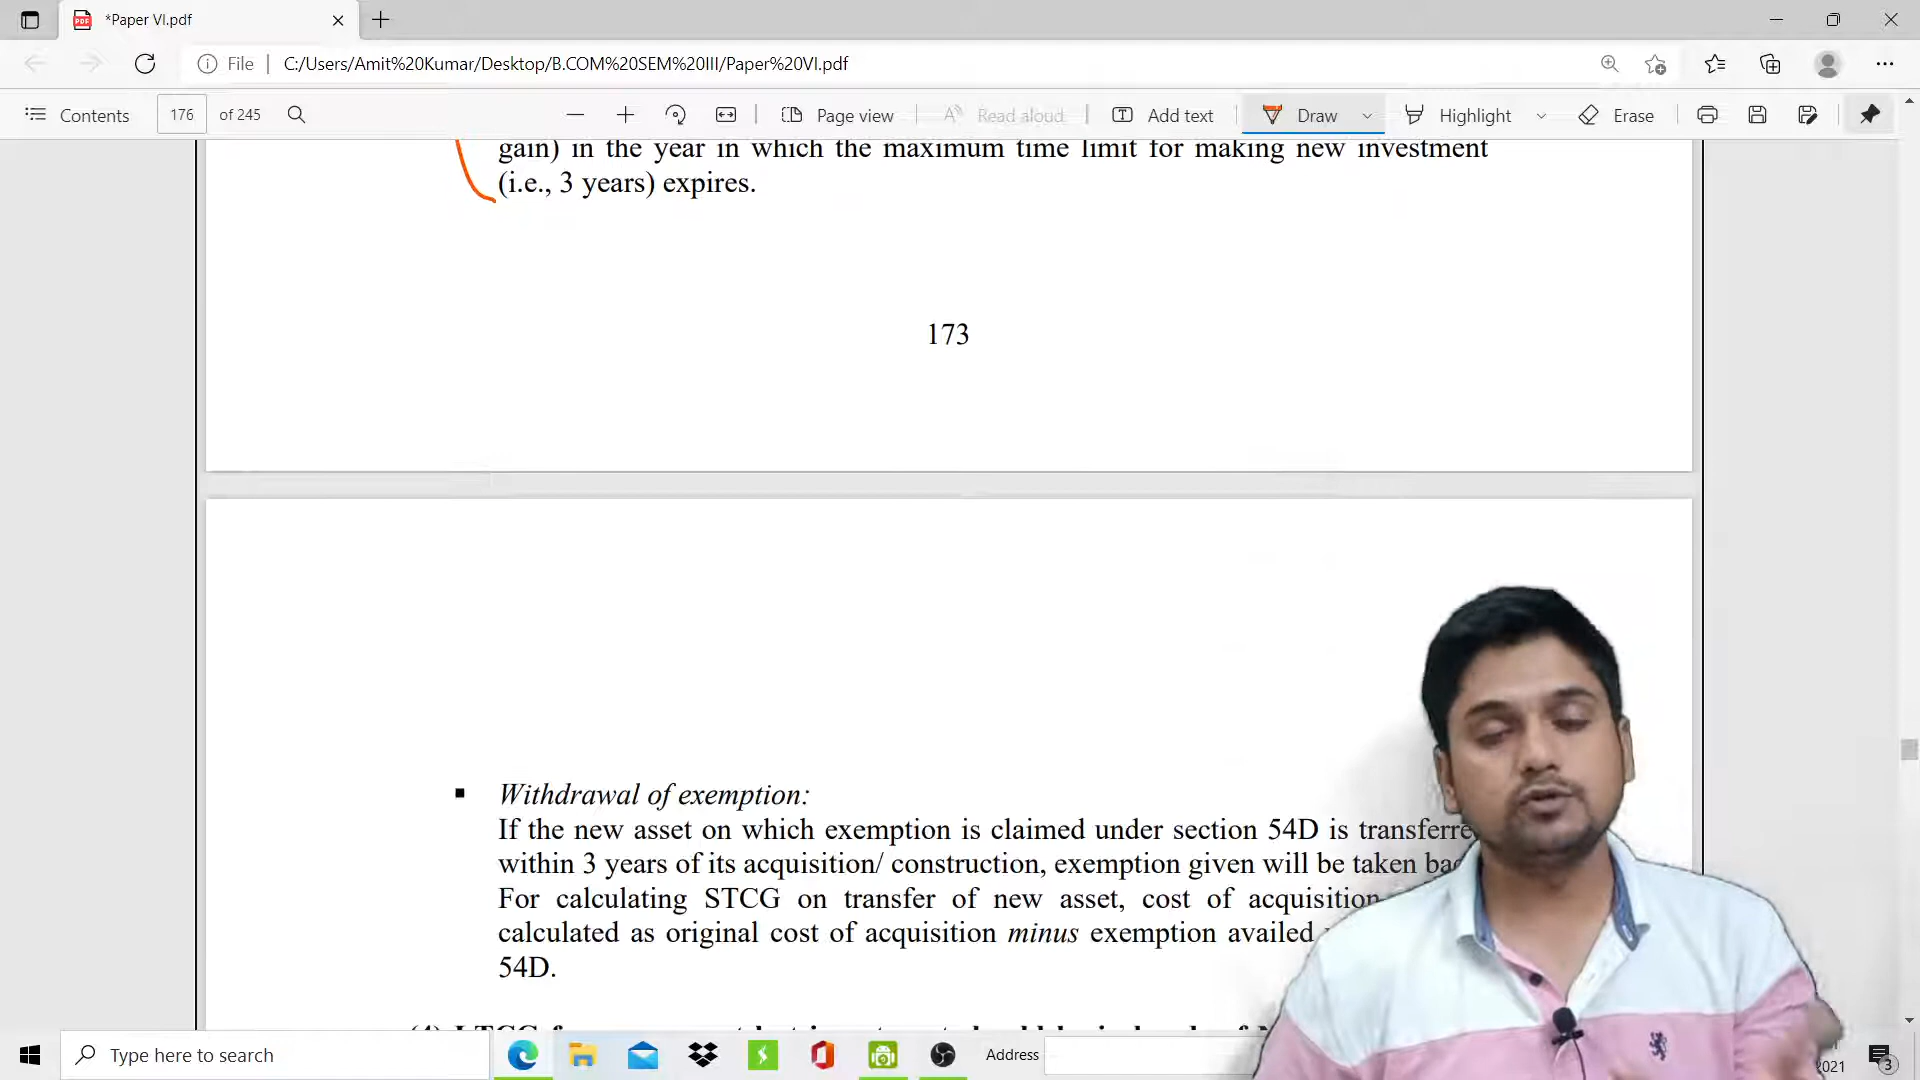 *Paper VI.pdf
File C:/Users/Amit%20Kumar/Desktop/B.COM%20SEM%20III/Paper%20VI.pdf
Contents 176 of 245 Page view Read aloud Add text Draw Highlight Erase
gain) in the year in which the maximum time limit for making new investment
(i.e., 3 years) expires.
173
Withdrawal of exemption:
If the new asset on which exemption is claimed under section 54D is transferre
within 3 years of its acquisition/ construction, exemption given will be taken
For calculating STCG on transfer of new asset, cost of acquisition
calculated as original cost of acquisition minus exemption availed
54D.
Type here to search Address
2021
3